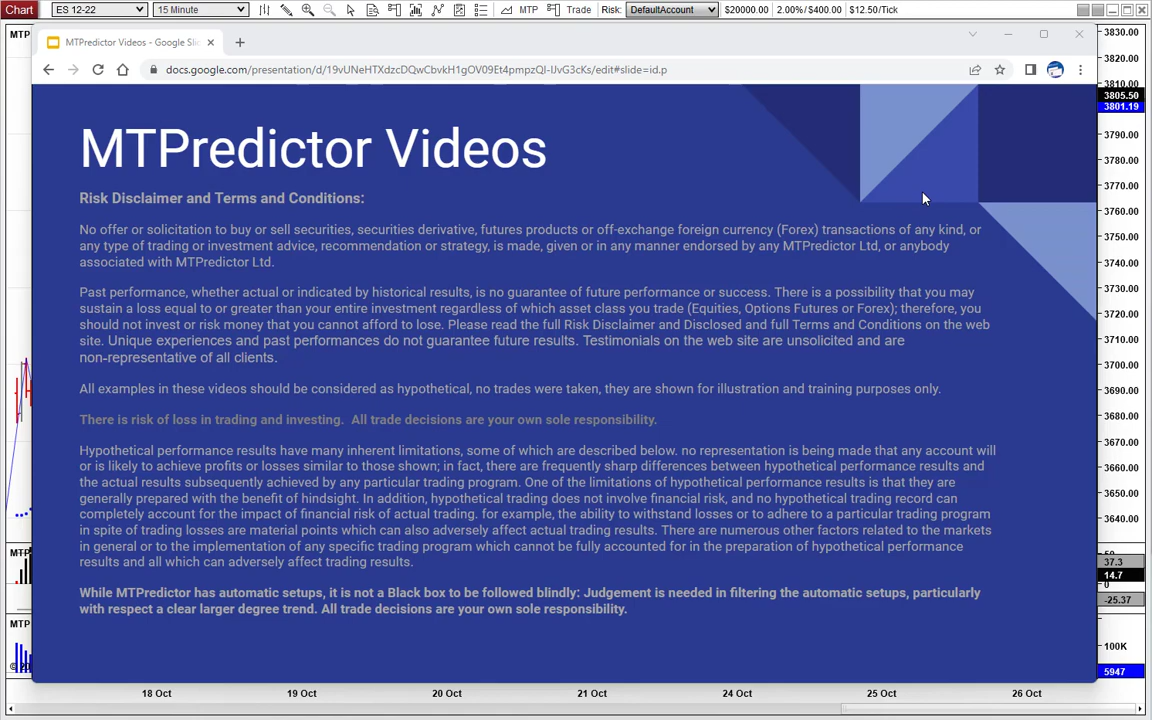 Chart ES 12-22 15 Minute MTP Trade Risk: DefaultAccount $20000.00 2.00%/$400.00 $12.50/Tick
MTP
MTPredictor Videos - Google Sli
docs.google.com/presentation/d/19vUNeHTXdzcDQwCbvkH1gOV09Et4pmpzQI-IJvG3cKs/edit#slide=id.p
MTPredictor Videos
Risk Disclaimer and Terms and Conditions:
No offer or solicitation to buy or sell securities, securities derivative, futures products or off-exchange foreign currency (Forex) transactions of any kind, or
any type of trading or investment advice, recommendation or strategy, is made, given or in any manner endorsed by any MTPredictor Ltd, or anybody
associated with MTPredictor Ltd.
Past performance, whether actual or indicated by historical results, is no guarantee of future performance or success. There is a possibility that you may
sustain a loss equal to or greater than your entire investment regardless of which asset class you trade (Equities, Options Futures or Forex); therefore, you
should not invest or risk money that you cannot afford to lose. Please read the full Risk Disclaimer and Disclosed and full Terms and Conditions on the web
site. Unique experiences and past performances do not guarantee future results. Testimonials on the web site are unsolicited and are
non-representative of all clients.
All examples in these videos should be considered as hypothetical, no trades were taken, they are shown for illustration and training purposes only.
There is risk of loss in trading and investing. All trade decisions are your own sole responsibility.
Hypothetical performance results have many inherent limitations, some of which are described below. no representation is being made that any account will
or is likely to achieve profits or losses similar to those shown; in fact, there are frequently sharp differences between hypothetical performance results and
the actual results subsequently achieved by any particular trading program. One of the limitations of hypothetical performance results is that they are
generally prepared with the benefit of hindsight. In addition, hypothetical trading does not involve financial risk, and no hypothetical trading record can
completely account for the impact of financial risk of actual trading. for example, the ability to withstand losses or to adhere to a particular trading program
in spite of trading losses are material points which can also adversely affect actual trading results. There are numerous other factors related to the markets
in general or to the implementation of any specific trading program which cannot be fully accounted for in the preparation of hypothetical performance
results and all which can adversely affect trading results.
While MTPredictor has automatic setups, it is not a Black box to be followed blindly: Judgement is needed in filtering the automatic setups, particularly
with respect a clear larger degree trend. All trade decisions are your own sole responsibility.
3830.00
3820.00
3810.00
3805.50
3801.19
3790.00
3780.00
3770.00
3760.00
3750.00
3740.00
3730.00
3720.00
3710.00
3700.00
3690.00
3680.00
3670.00
3660.00
3650.00
3640.00
MTP
37.3
14.7
-25.37
MTP
100K
5947
18 Oct 19 Oct 20 Oct 21 Oct 24 Oct 25 Oct 26 Oct